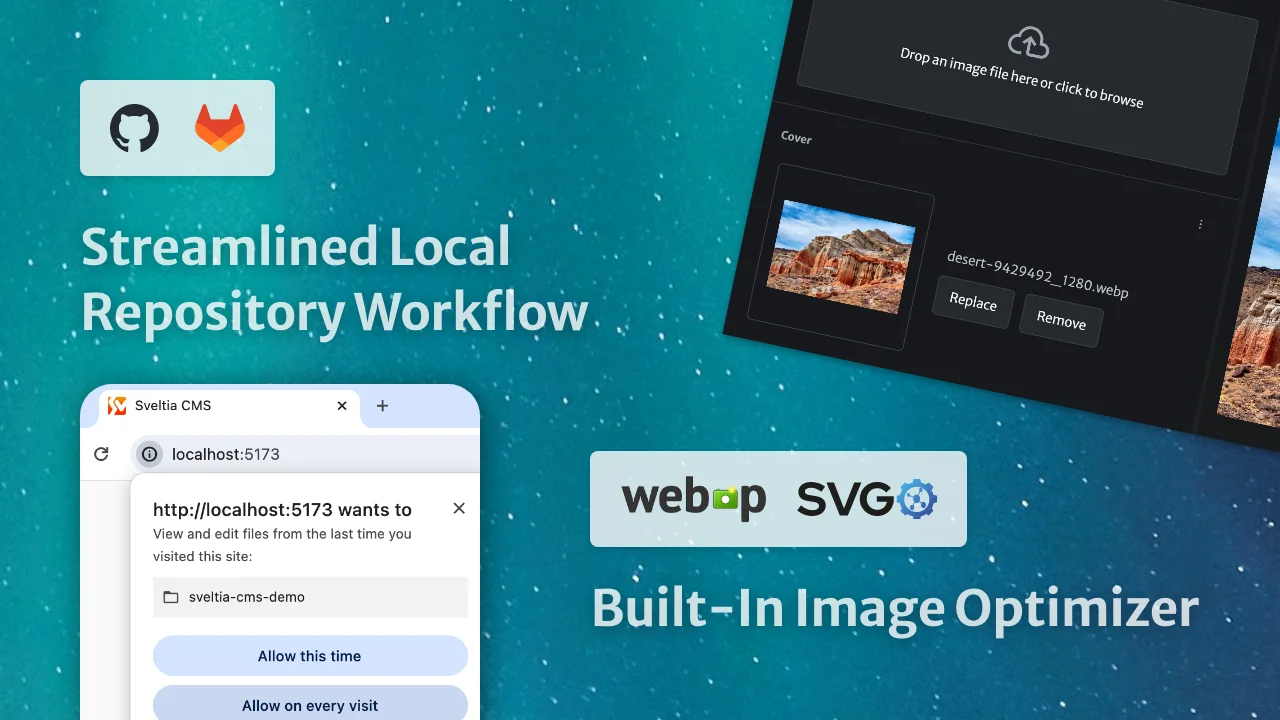 Drop an image file here or click to browse
Cover
desert-9429492_1280.webp
Replace
Remove
Streamlined Local
Repository Workflow
Sveltia CMS
localhost:5173
http://localhost:5173 wants to
View and edit files from the last time you
visited this site:
sveltia-cms-demo
Allow this time
Allow on every visit
webp
SVGO
Built-In Image Optimizer